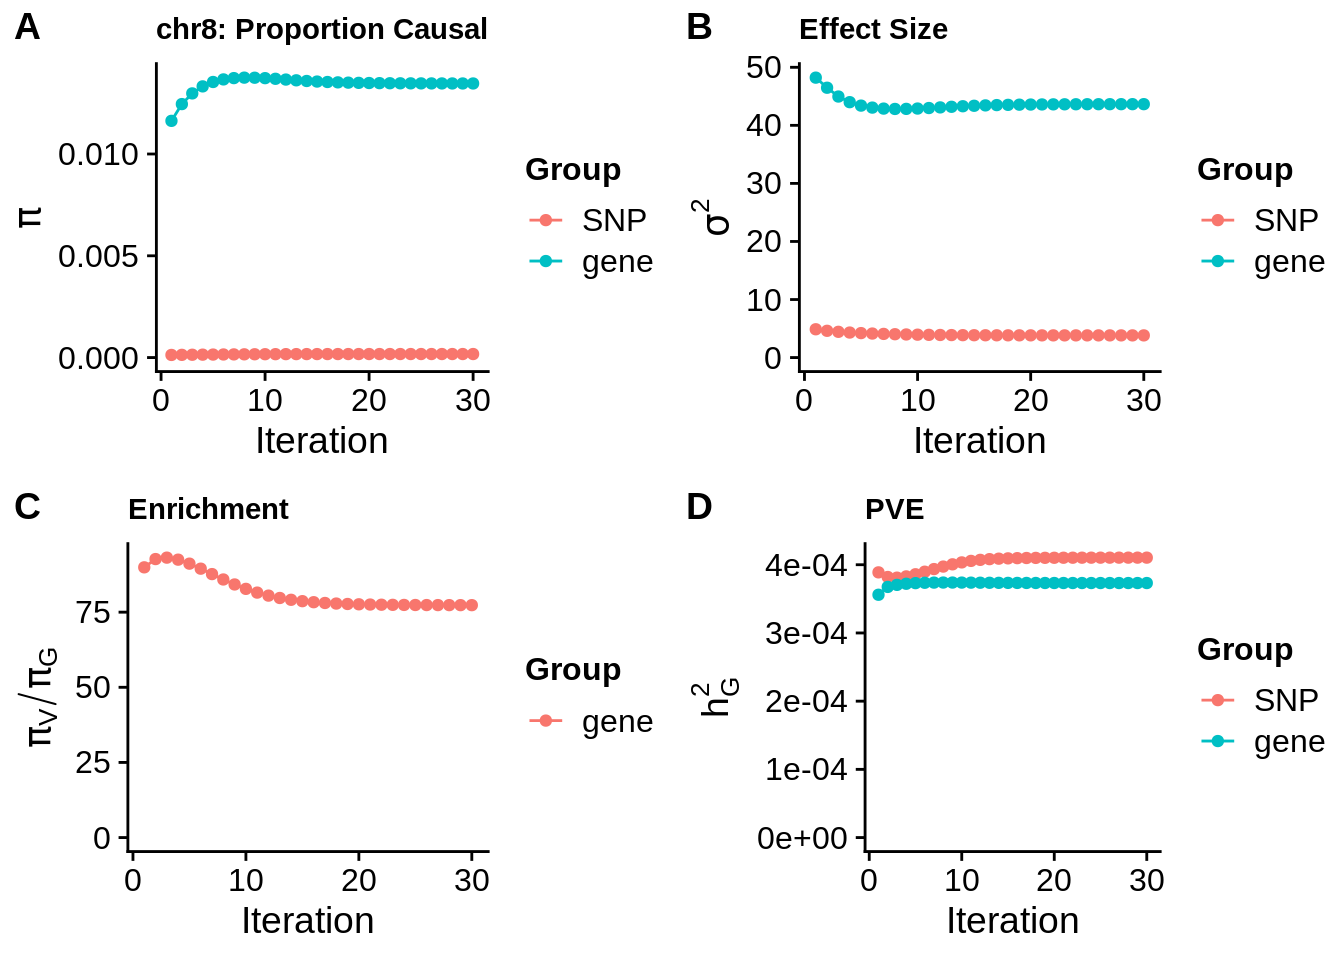 A
chr8: Proportion Causal
π
0.010
0.005
0.000
0 10 20 30
Iteration
Group
SNP
gene
B
Effect Size
σ²
50
40
30
20
10
0
0 10 20 30
Iteration
Group
SNP
gene
C
Enrichment
π_V/π_G
75
50
25
0
0 10 20 30
Iteration
Group
gene
D
PVE
h²_G
4e-04
3e-04
2e-04
1e-04
0e+00
0 10 20 30
Iteration
Group
SNP
gene